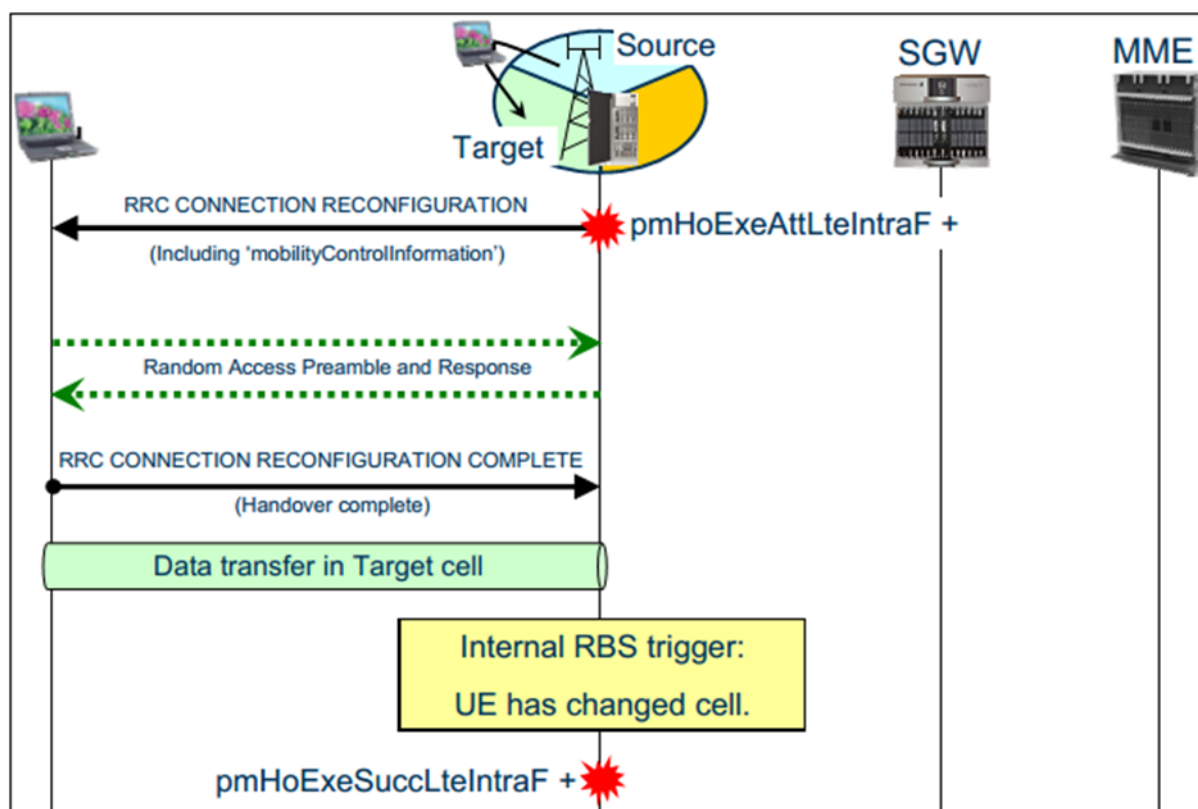 Source
SGW
MME
Target
RRC CONNECTION RECONFIGURATION
pmHoExeAttLteIntraF +
(Including ‘mobilityControlInformation’)
Random Access Preamble and Response
RRC CONNECTION RECONFIGURATION COMPLETE
(Handover complete)
Data transfer in Target cell
Internal RBS trigger:
UE has changed cell.
pmHoExeSuccLteIntraF +